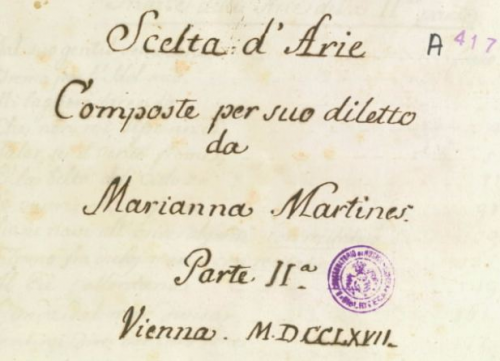 Scelta d'Arie
A 417
Composte per suo diletto
da
Marianna Martines.
Parte IIª
Vienna. M.DCCLXVII.